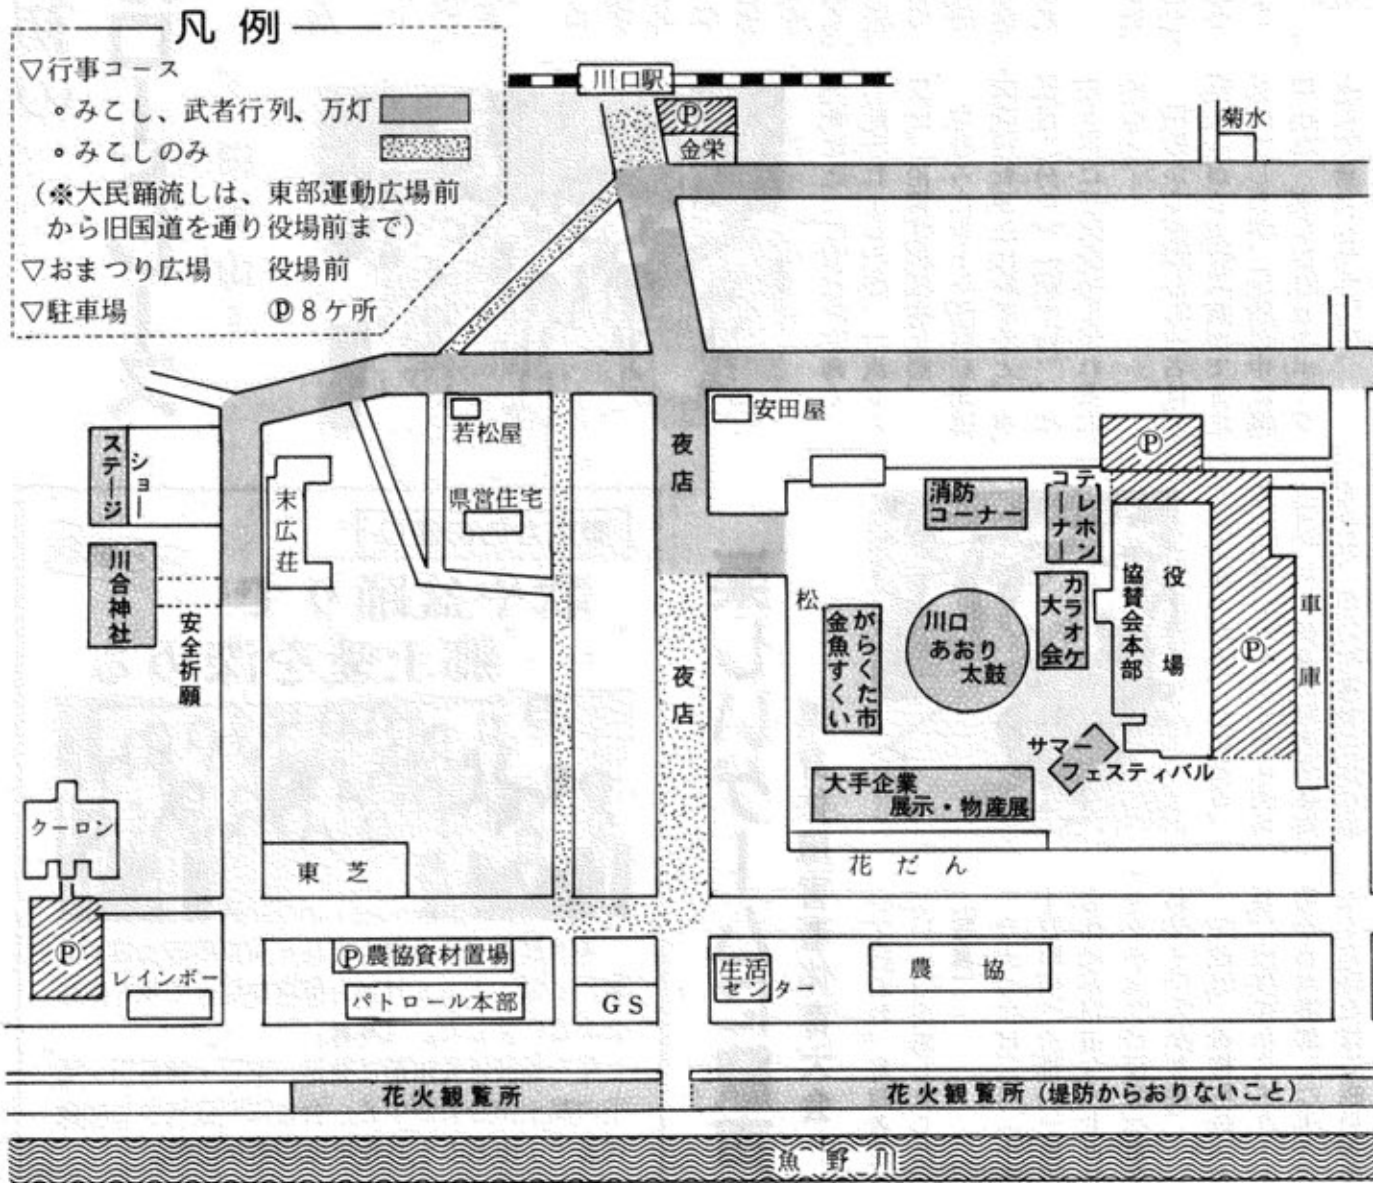 凡例
▽行事コース
◦みこし、武者行列、万灯
◦みこしのみ
(※大民踊流しは、東部運動広場前
から旧国道を通り役場前まで)
▽おまつり広場 役場前
▽駐車場 Ⓟ8ケ所
川口駅
Ⓟ
金栄
菊水
若松屋
安田屋
夜店
県営住宅
ステージ
ショー
末広荘
川合神社
安全祈願
消防
コーナー
テレホン
コーナー
Ⓟ
松
がらくた市
金魚すくい
川口
あおり
太鼓
カラオケ
大会
役場
協賛会本部
Ⓟ
車庫
夜店
サマー
フェスティバル
大手企業
展示・物産展
花だん
クーロン
東芝
Ⓟ
レインボー
Ⓟ農協資材置場
パトロール本部
GS
生活
センター
農協
花火観覧所
花火観覧所(堤防からおりないこと)
魚野川